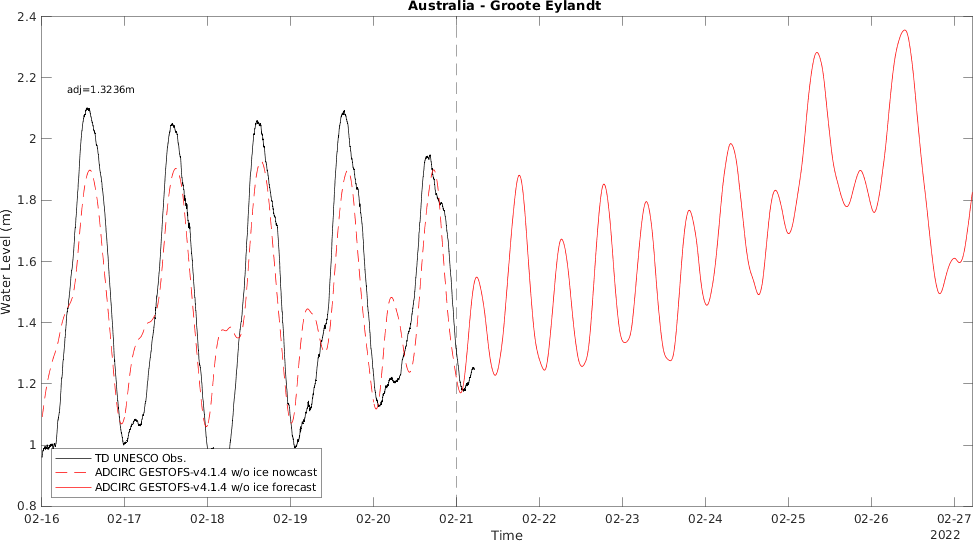 Australia - Groote Eylandt
2.4
2.2
2
1.8
1.6
1.4
1.2
1
0.8
Water Level (m)
adj=1.3236m
TD UNESCO Obs.
ADCIRC GESTOFS-v4.1.4 w/o ice nowcast
ADCIRC GESTOFS-v4.1.4 w/o ice forecast
02-16 02-17 02-18 02-19 02-20 02-21 02-22 02-23 02-24 02-25 02-26 02-27
Time
2022